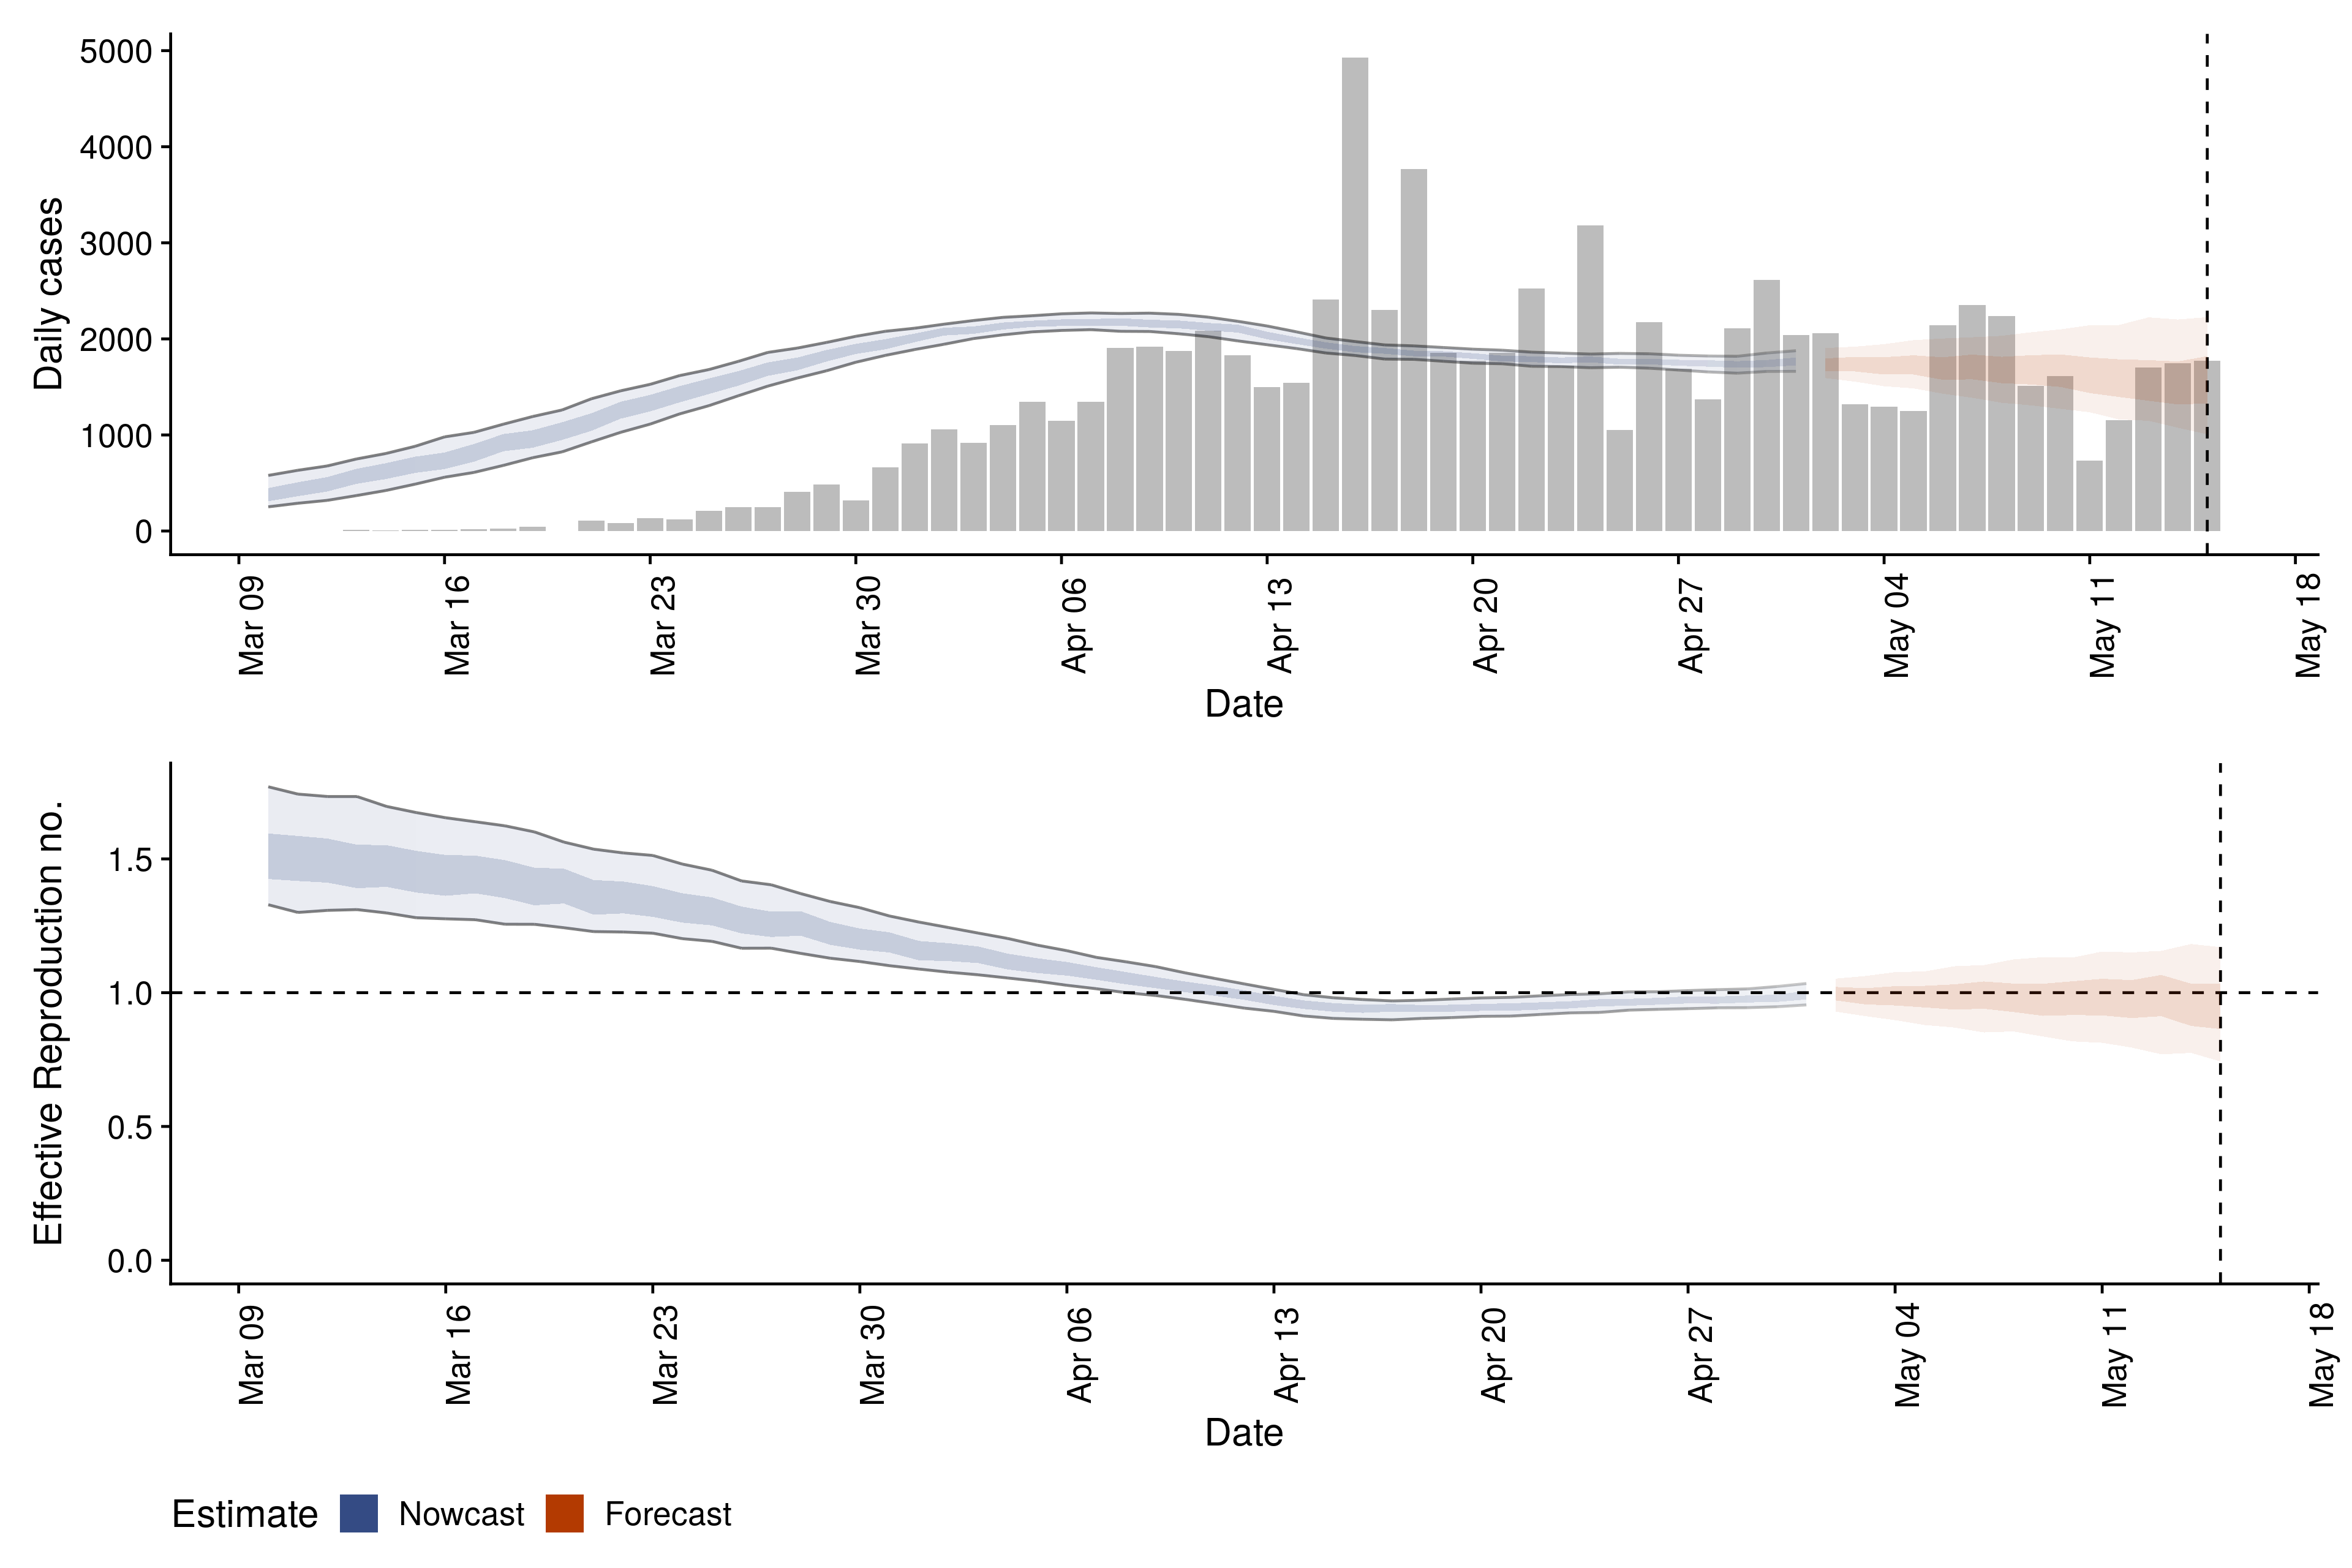 Daily cases
5000
4000
3000
2000
1000
0
Mar 09
Mar 16
Mar 23
Mar 30
Apr 06
Apr 13
Apr 20
Apr 27
May 04
May 11
May 18
Date
Effective Reproduction no.
1.5
1.0
0.5
0.0
Mar 09
Mar 16
Mar 23
Mar 30
Apr 06
Apr 13
Apr 20
Apr 27
May 04
May 11
May 18
Date
Estimate Nowcast Forecast